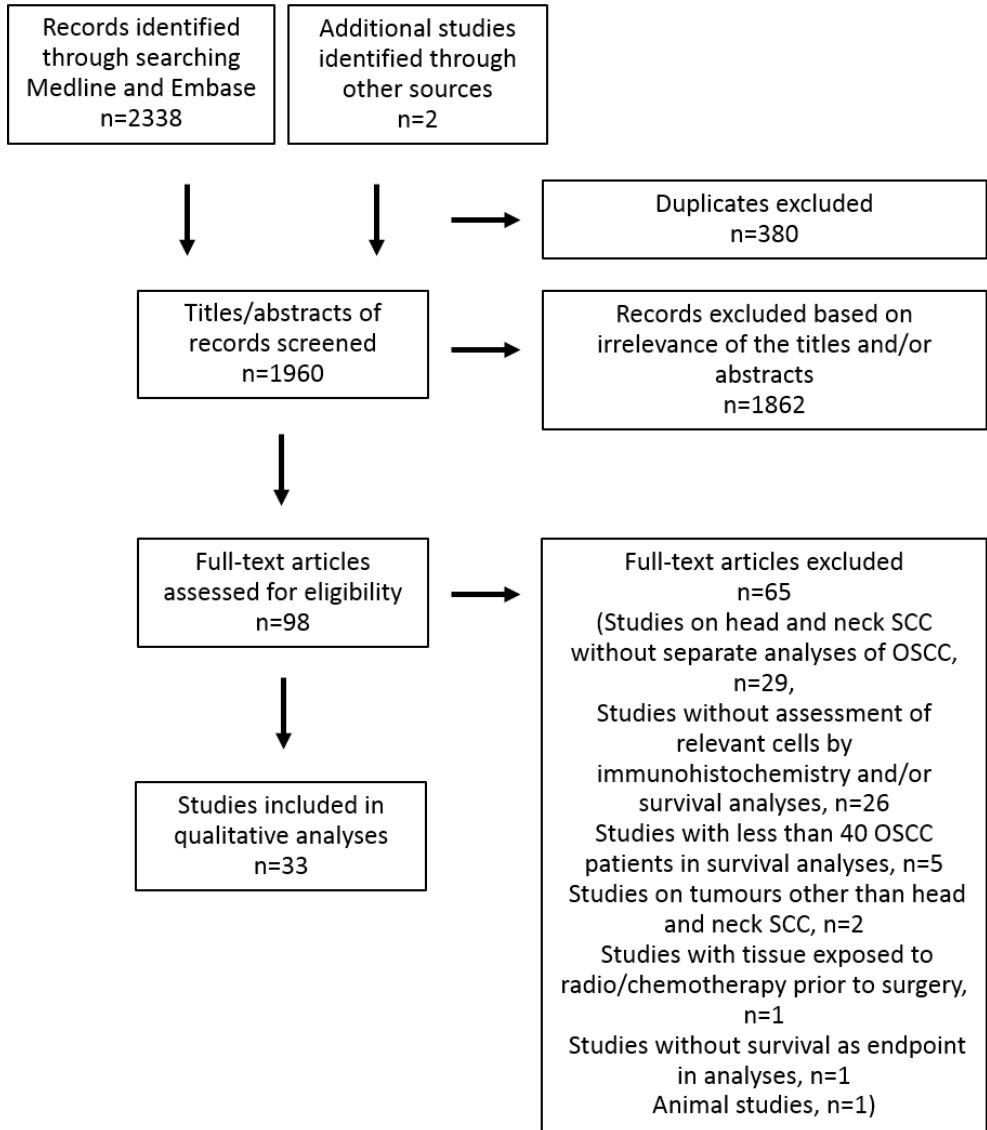 Records identified
through searching
Medline and Embase
n=2338
Additional studies
identified through
other sources
n=2
Duplicates excluded
n=380
Titles/abstracts of
records screened
n=1960
Records excluded based on
irrelevance of the titles and/or
abstracts
n=1862
Full-text articles
assessed for eligibility
n=98
Full-text articles excluded
n=65
(Studies on head and neck SCC
without separate analyses of OSCC,
n=29,
Studies without assessment of
relevant cells by
immunohistochemistry and/or
survival analyses, n=26
Studies with less than 40 OSCC
patients in survival analyses, n=5
Studies on tumours other than head
and neck SCC, n=2
Studies with tissue exposed to
radio/chemotherapy prior to surgery,
n=1
Studies without survival as endpoint
in analyses, n=1
Animal studies, n=1)
Studies included in
qualitative analyses
n=33